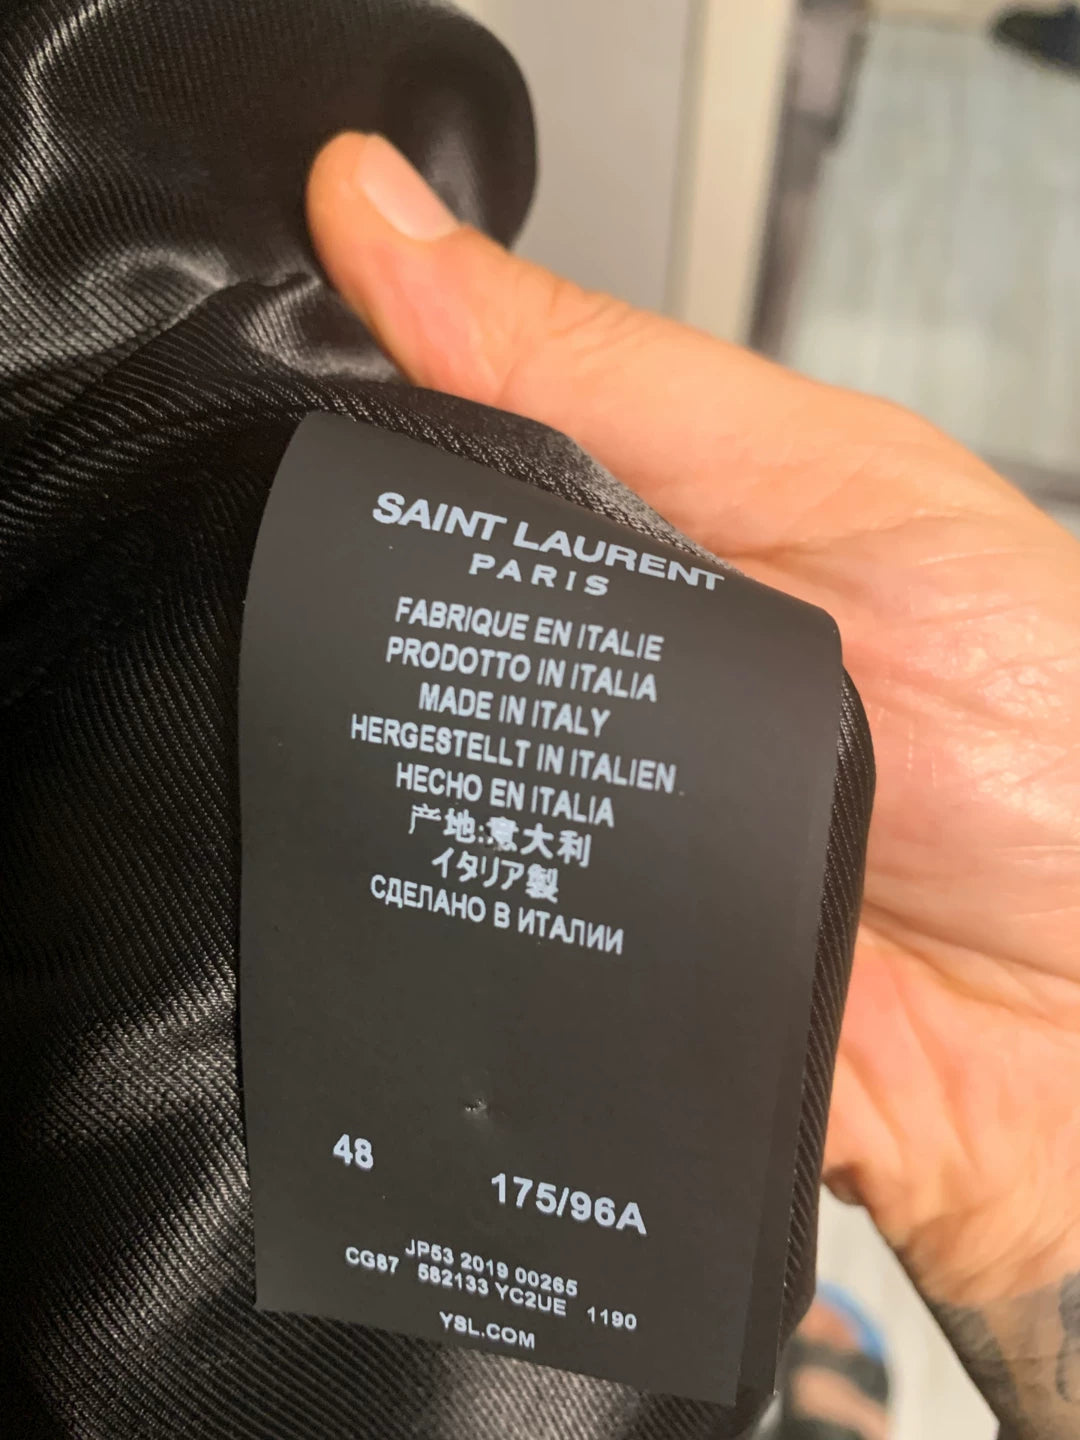 SAINT LAURENT
PARIS
FABRIQUE EN ITALIE
PRODOTTO IN ITALIA
MADE IN ITALY
HERGESTELLT IN ITALIEN
HECHO EN ITALIA
产地:意大利
イタリア製
СДЕЛАНО В ИТАЛИИ
48 175/96A
JP53 2019 00265
CG87 582133 YC2UE 1190
YSL.COM